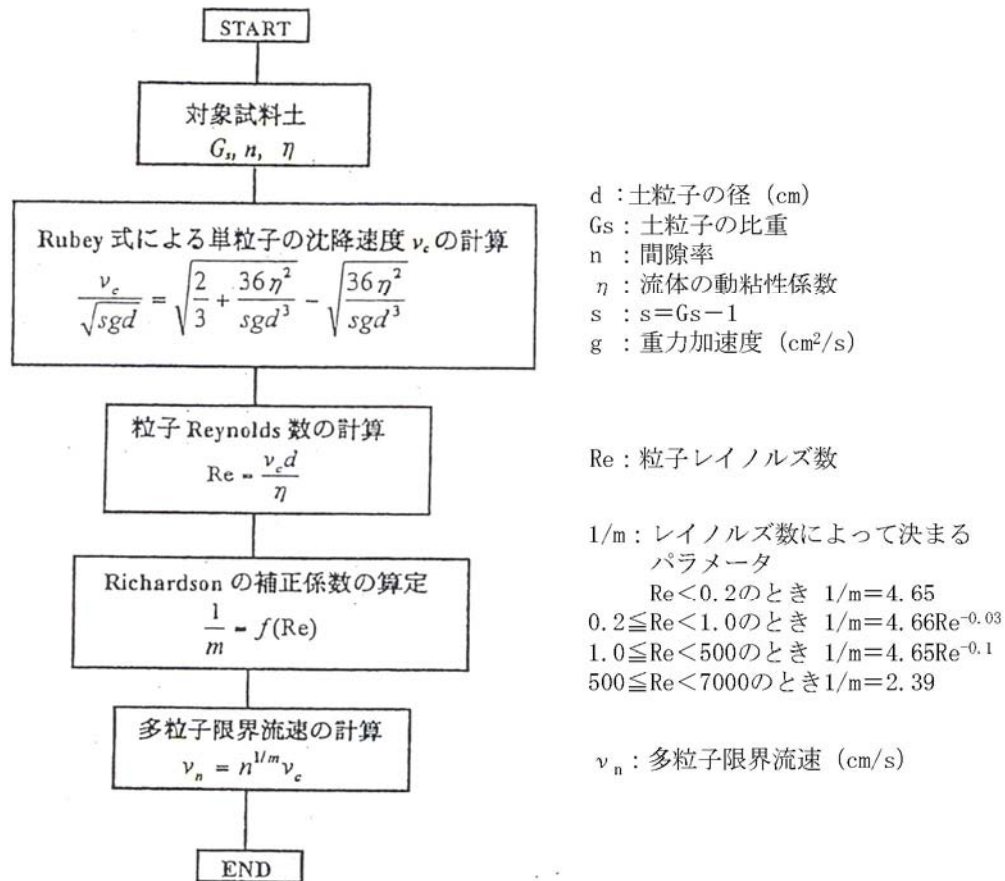 START
対象試料土
Gs, n, η
Rubey 式による単粒子の沈降速度 νc の計算
νc/√sgd = √(2/3 + 36η²/sgd³) − √(36η²/sgd³)
粒子 Reynolds 数の計算
Re = νc d/η
Richardson の補正係数の算定
1/m = f(Re)
多粒子限界流速の計算
νn = n^1/m νc
END
d :土粒子の径 (cm)
Gs:土粒子の比重
n :間隙率
η:流体の動粘性係数
s :s=Gs−1
g :重力加速度 (cm²/s)
Re:粒子レイノルズ数
1/m:レイノルズ数によって決まる
パラメータ
Re<0.2のとき 1/m=4.65
0.2≦Re<1.0のとき 1/m=4.66Re⁻⁰·⁰³
1.0≦Re<500のとき 1/m=4.65Re⁻⁰·¹
500≦Re<7000のとき1/m=2.39
νn:多粒子限界流速 (cm/s)